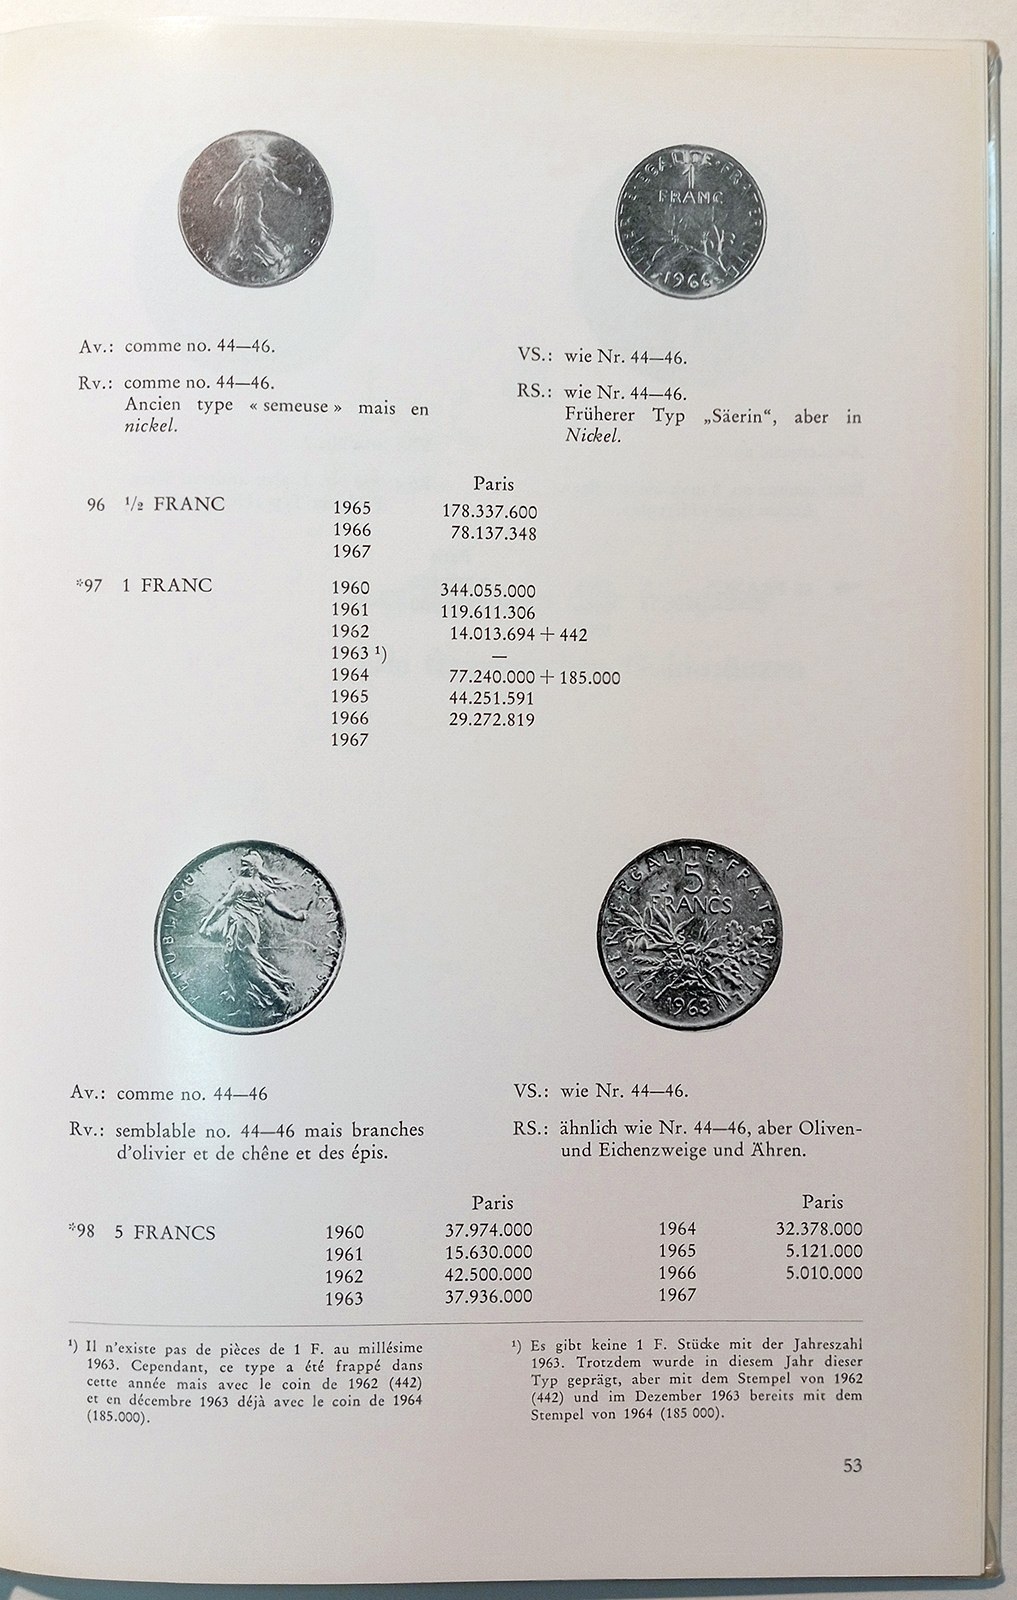 FRANÇAISE
LIBERTE·EGALITE·FRATERNITE
1
FRANC
1966
Av.: comme no. 44—46.
Rv.: comme no. 44—46.
Ancien type « semeuse » mais en
nickel.
VS.: wie Nr. 44—46.
RS.: wie Nr. 44—46.
Früherer Typ „Säerin“, aber in
Nickel.
Paris
96 1/2 FRANC 1965 178.337.600
1966 78.137.348
1967
*97 1 FRANC 1960 344.055.000
1961 119.611.306
1962 14.013.694 + 442
1963 ¹) —
1964 77.240.000 + 185.000
1965 44.251.591
1966 29.272.819
1967
REPUBLIQUE FRANÇAISE
LIBERTE·EGALITE·FRATERNITE
5
FRANCS
1963
Av.: comme no. 44—46
Rv.: semblable no. 44—46 mais branches
d'olivier et de chêne et des épis.
VS.: wie Nr. 44—46.
RS.: ähnlich wie Nr. 44—46, aber Oliven-
und Eichenzweige und Ähren.
Paris Paris
*98 5 FRANCS 1960 37.974.000 1964 32.378.000
1961 15.630.000 1965 5.121.000
1962 42.500.000 1966 5.010.000
1963 37.936.000 1967
¹) Il n'existe pas de pièces de 1 F. au millésime
1963. Cependant, ce type a été frappé dans
cette année mais avec le coin de 1962 (442)
et en décembre 1963 déjà avec le coin de 1964
(185.000).
¹) Es gibt keine 1 F. Stücke mit der Jahreszahl
1963. Trotzdem wurde in diesem Jahr dieser
Typ geprägt, aber mit dem Stempel von 1962
(442) und im Dezember 1963 bereits mit dem
Stempel von 1964 (185 000).
53